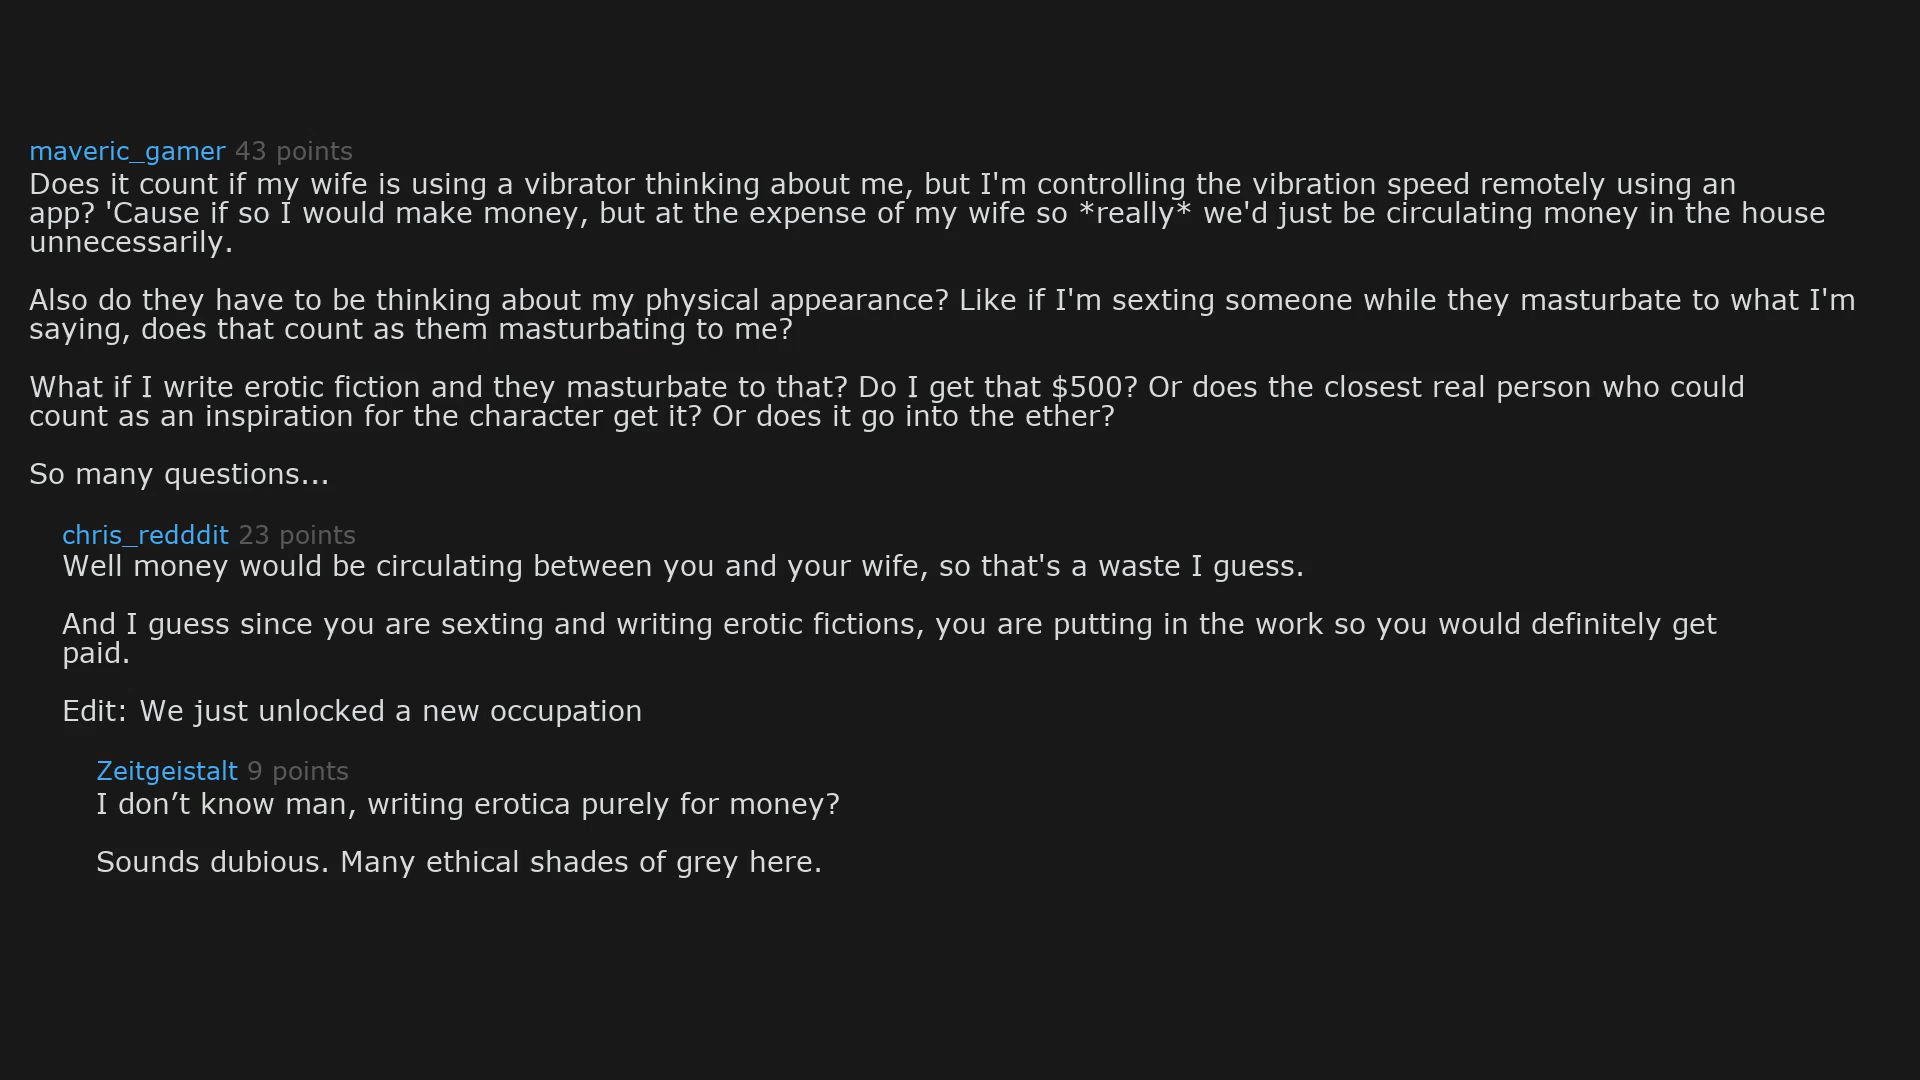 maveric_gamer 43 points
Does it count if my wife is using a vibrator thinking about me, but I'm controlling the vibration speed remotely using an
app? 'Cause if so I would make money, but at the expense of my wife so *really* we'd just be circulating money in the house
unnecessarily.
Also do they have to be thinking about my physical appearance? Like if I'm sexting someone while they masturbate to what I'm
saying, does that count as them masturbating to me?
What if I write erotic fiction and they masturbate to that? Do I get that $500? Or does the closest real person who could
count as an inspiration for the character get it? Or does it go into the ether?
So many questions...
chris_redddit 23 points
Well money would be circulating between you and your wife, so that's a waste I guess.
And I guess since you are sexting and writing erotic fictions, you are putting in the work so you would definitely get
paid.
Edit: We just unlocked a new occupation
Zeitgeistalt 9 points
I don’t know man, writing erotica purely for money?
Sounds dubious. Many ethical shades of grey here.